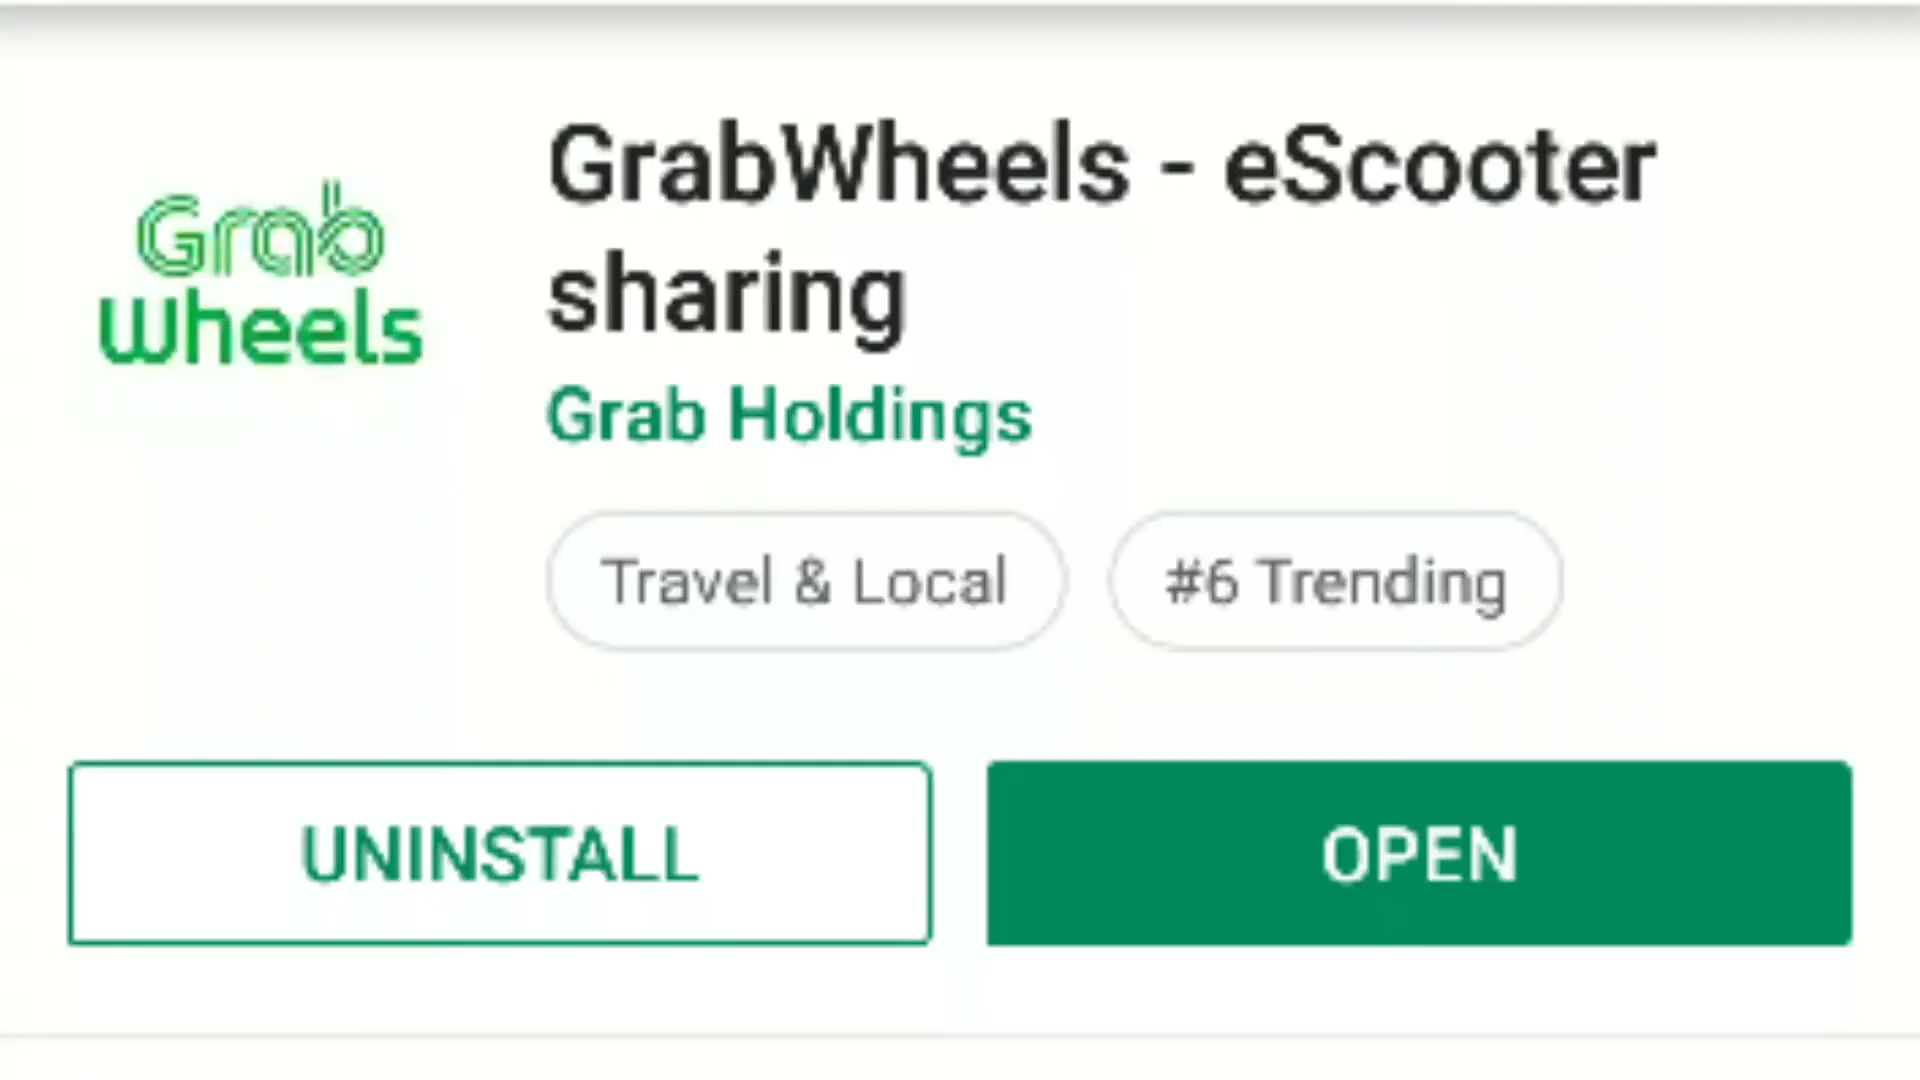 Grab
wheels
GrabWheels - eScooter
sharing
Grab Holdings
Travel & Local
#6 Trending
UNINSTALL
OPEN